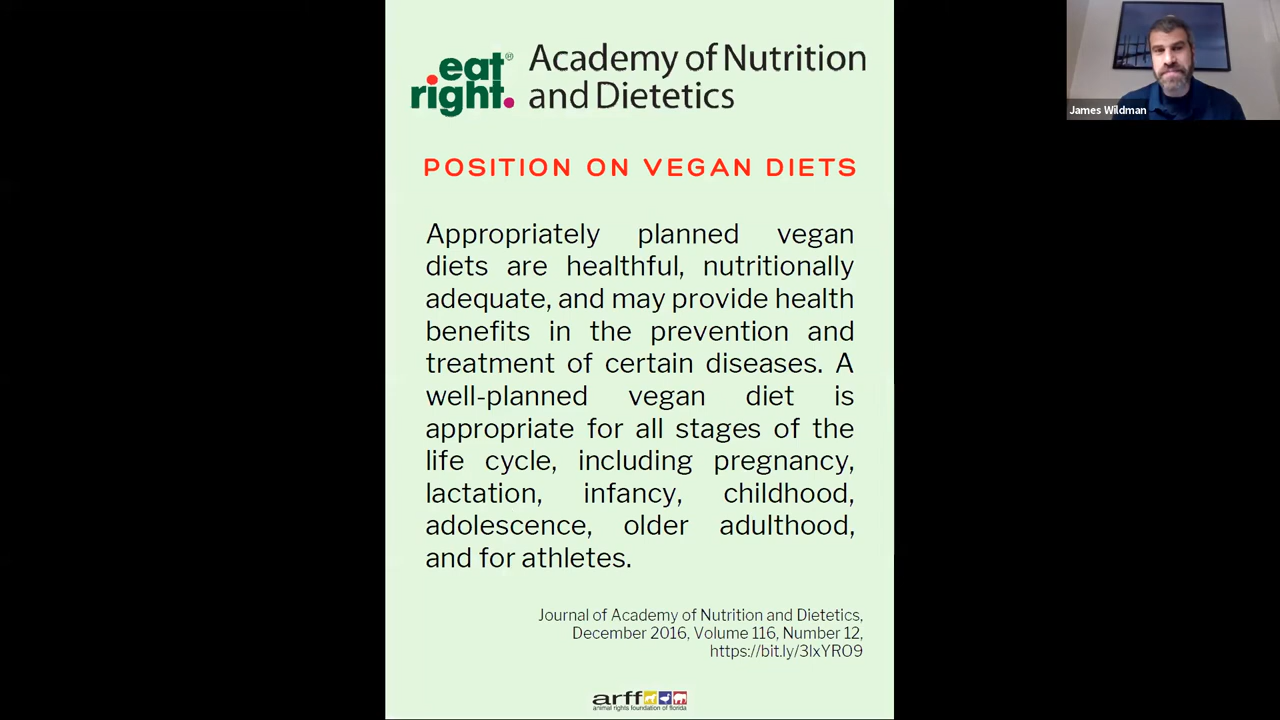 eat right.®
Academy of Nutrition
and Dietetics
James Wildman
POSITION ON VEGAN DIETS
Appropriately planned vegan
diets are healthful, nutritionally
adequate, and may provide health
benefits in the prevention and
treatment of certain diseases. A
well-planned vegan diet is
appropriate for all stages of the
life cycle, including pregnancy,
lactation, infancy, childhood,
adolescence, older adulthood,
and for athletes.
Journal of Academy of Nutrition and Dietetics,
December 2016, Volume 116, Number 12,
https://bit.ly/3lxYRO9
arff
animal rights foundation of florida